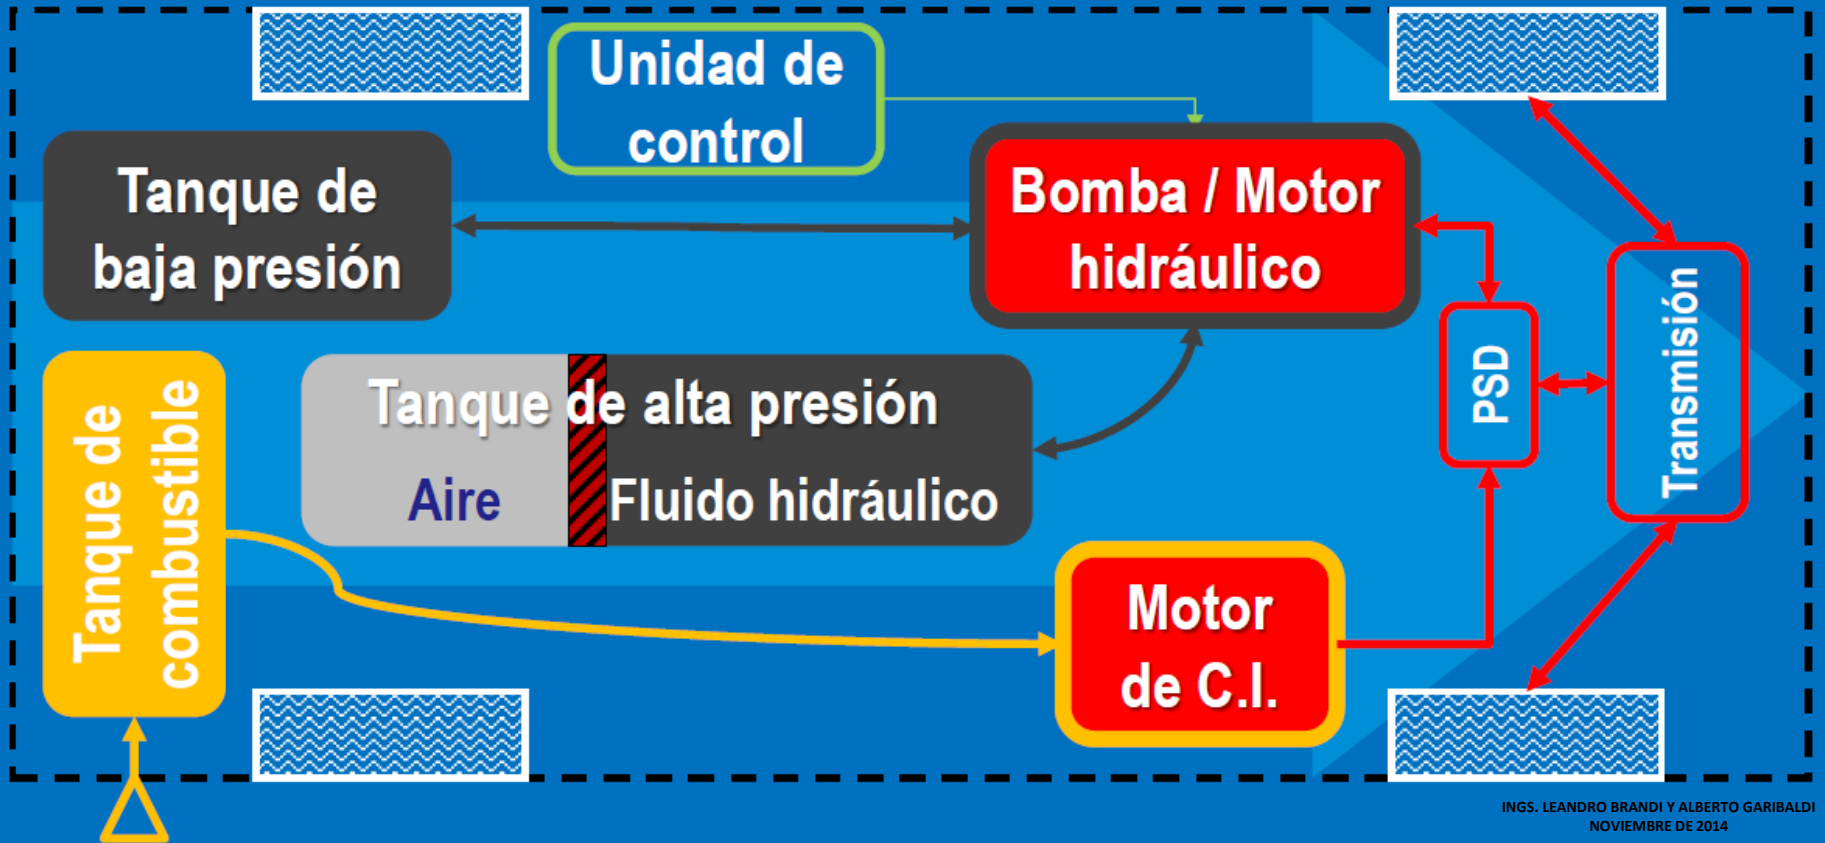 Unidad de
control
Tanque de
baja presión
Bomba / Motor
hidráulico
Tanque de
combustible
Tanque de alta presión
Aire
Fluido hidráulico
PSD
Transmisión
Motor
de C.I.
INGS. LEANDRO BRANDI Y ALBERTO GARIBALDI
NOVIEMBRE DE 2014